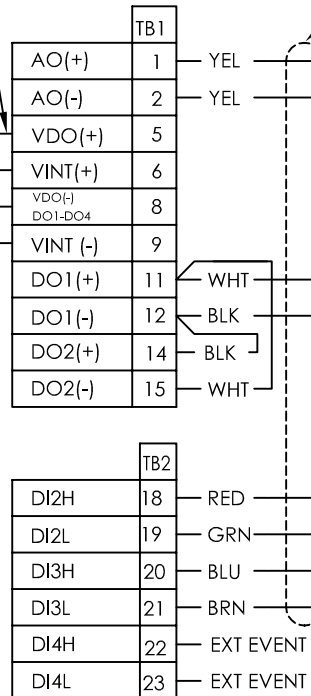 TB1
AO(+) 1 YEL
AO(-) 2 YEL
VDO(+) 5
VINT(+) 6
VDO(-)
DO1-DO4 8
VINT (-) 9
DO1(+) 11 WHT
DO1(-) 12 BLK
DO2(+) 14 BLK
DO2(-) 15 WHT
TB2
DI2H 18 RED
DI2L 19 GRN
DI3H 20 BLU
DI3L 21 BRN
DI4H 22 EXT EVENT
DI4L 23 EXT EVENT